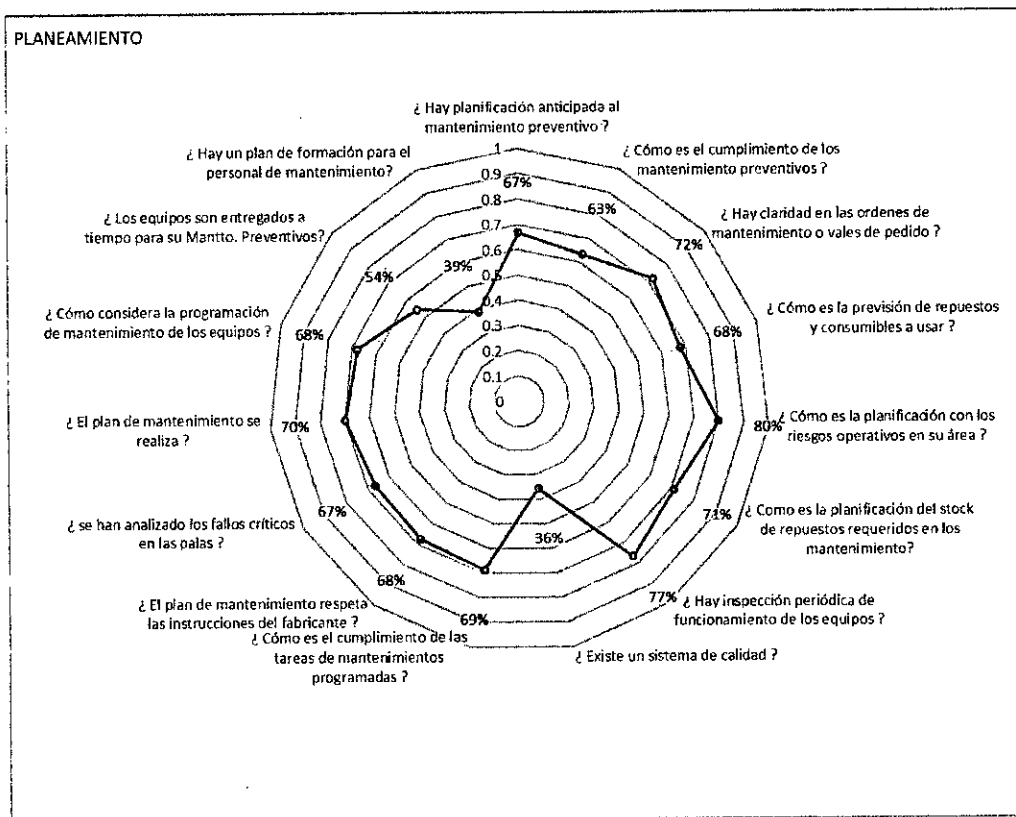 PLANEAMIENTO
¿ Hay planificación anticipada al
mantenimiento preventivo ?
¿ Cómo es el cumplimiento de los
mantenimiento preventivos ?
¿ Hay claridad en las ordenes de
mantenimiento o vales de pedido ?
¿ Cómo es la previsión de repuestos
y consumibles a usar ?
¿ Cómo es la planificación con los
riesgos operativos en su área ?
¿ Como es la planificación del stock
de repuestos requeridos en los
mantenimiento?
¿ Hay inspección periódica de
funcionamiento de los equipos ?
¿ Existe un sistema de calidad ?
¿ Cómo es el cumplimiento de las
tareas de mantenimientos
programadas ?
¿ El plan de mantenimiento respeta
las instrucciones del fabricante ?
¿ se han analizado los fallos críticos
en las palas ?
¿ El plan de mantenimiento se
realiza ?
¿ Cómo considera la programación
de mantenimiento de los equipos ?
¿ Los equipos son entregados a
tiempo para su Mantto. Preventivos?
¿ Hay un plan de formación para el
personal de mantenimiento?
1
0.9
0.8
0.7
0.6
0.5
0.4
0.3
0.2
0.1
0
67%
63%
72%
68%
80%
71%
77%
36%
69%
68%
67%
70%
68%
54%
39%